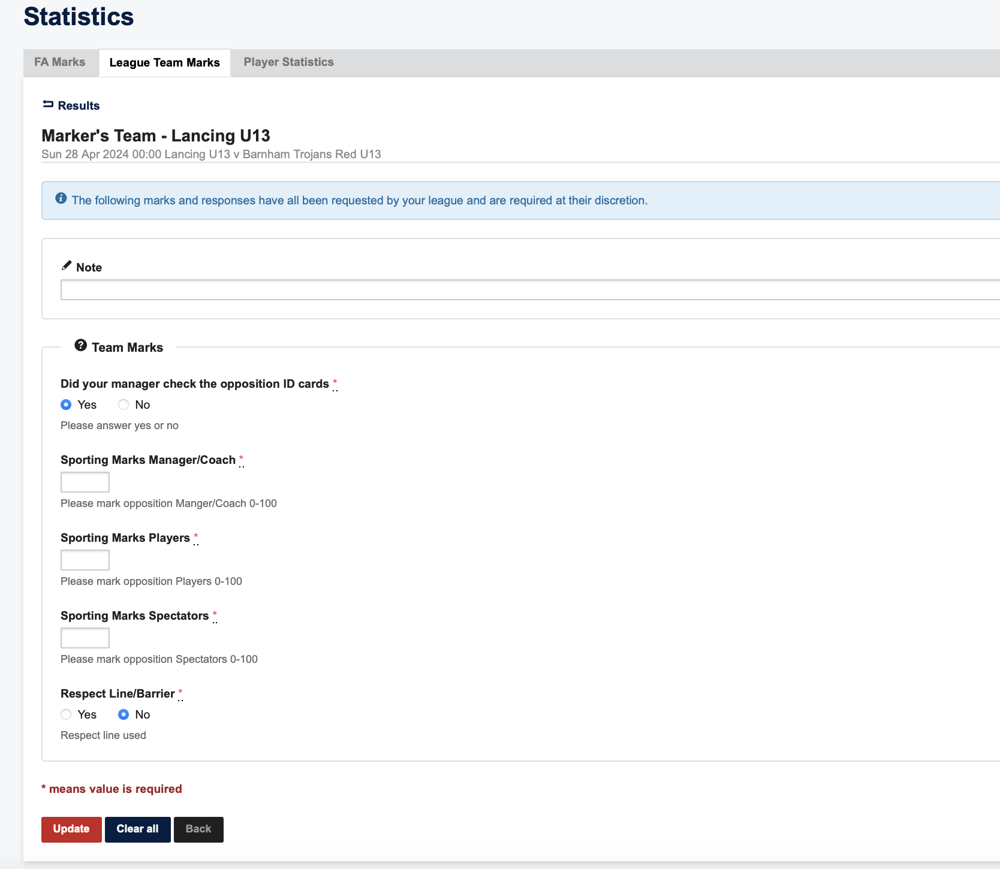 Statistics
FA Marks League Team Marks Player Statistics
Results
Marker's Team - Lancing U13
Sun 28 Apr 2024 00:00 Lancing U13 v Barnham Trojans Red U13
The following marks and responses have all been requested by your league and are required at their discretion.
Note
Team Marks
Did your manager check the opposition ID cards *
Yes No
Please answer yes or no
Sporting Marks Manager/Coach *
Please mark opposition Manger/Coach 0-100
Sporting Marks Players *
Please mark opposition Players 0-100
Sporting Marks Spectators *
Please mark opposition Spectators 0-100
Respect Line/Barrier *
Yes No
Respect line used
* means value is required
Update Clear all Back